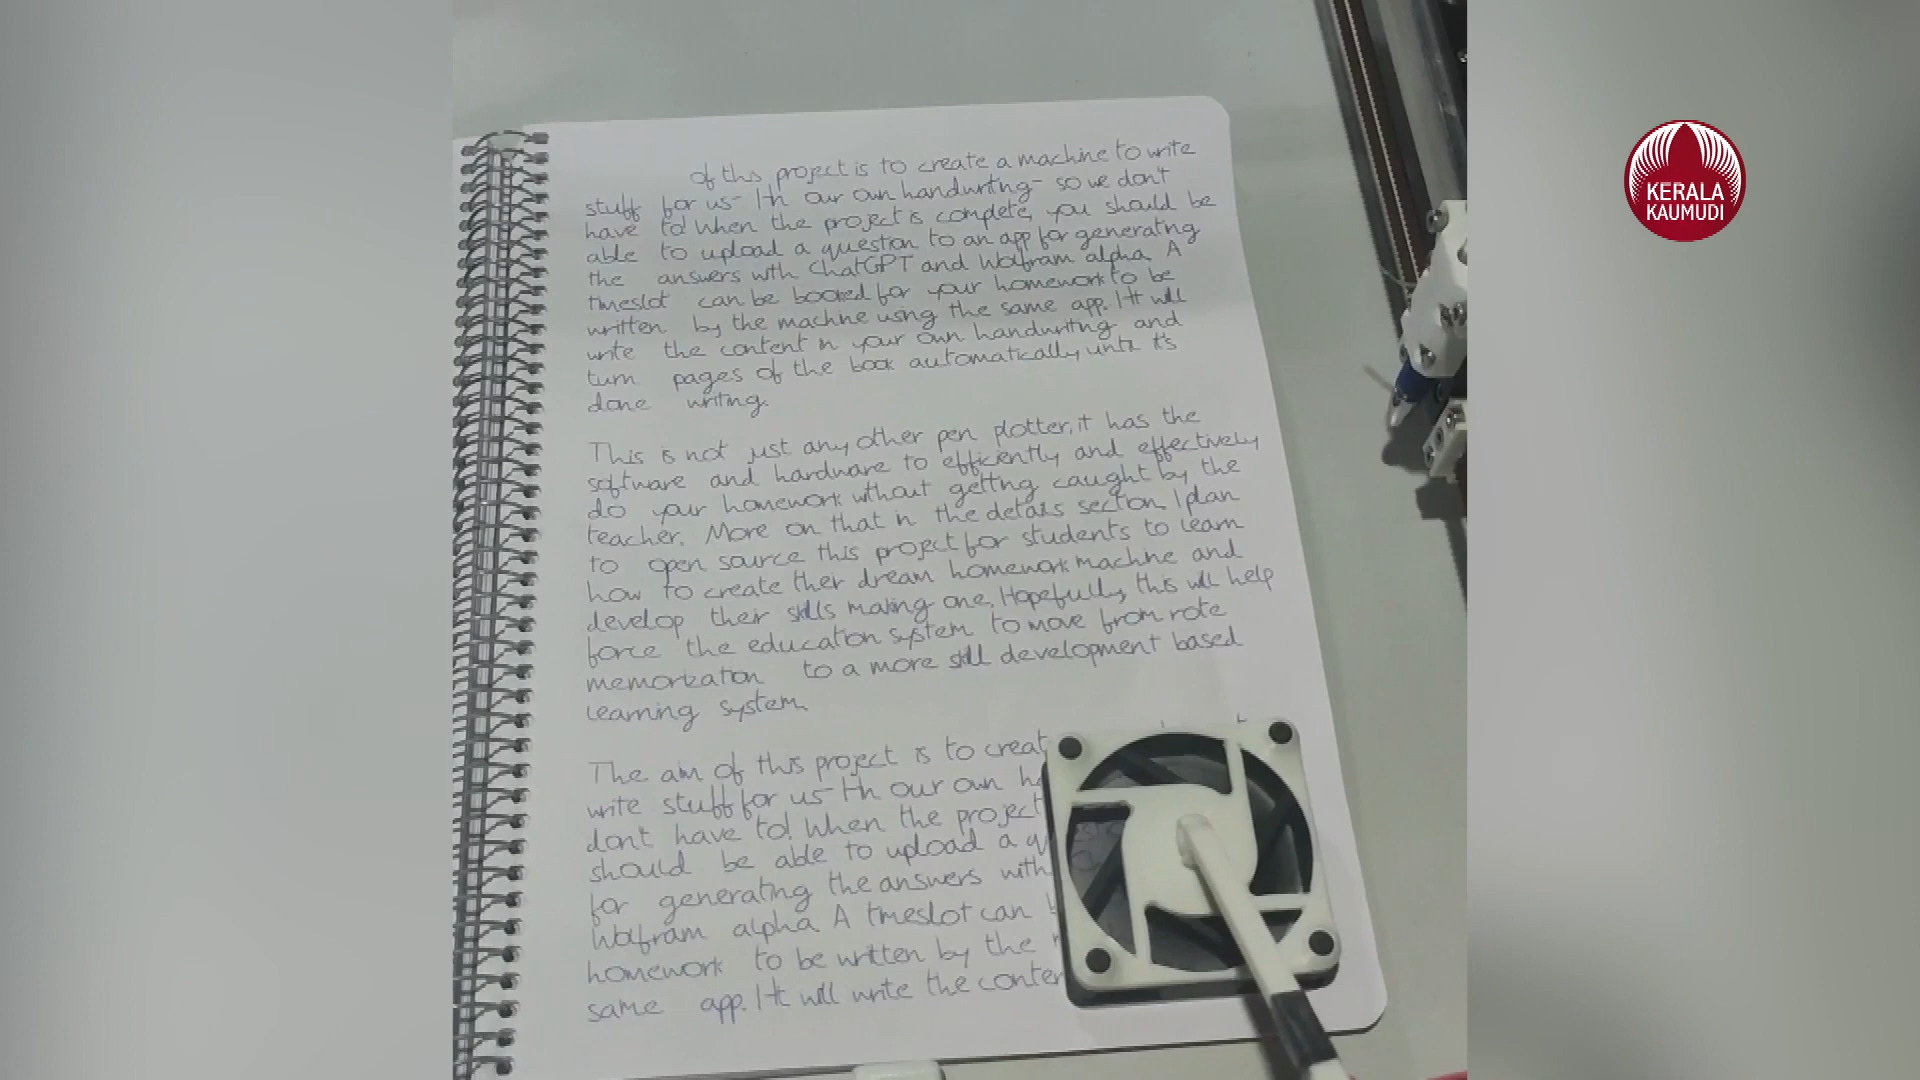 of this project is to create a machine to write
stuff for us- Ith our own handwriting- so we don't
have to! When the project is complete, you should be
able to upload a question to an app for generating
the answers with ChatGPT and Wolfram alpha. A
timeslot can be booked for your homework to be
written by the machine using the same app. It will
write the content in your own handwriting and
turn pages of the book automatically until it's
done writing.
This is not just any other pen plotter, it has the
software and hardware to efficiently and effectively
do your homework without getting caught by the
teacher. More on that in the details section. I plan
to open source this project for students to learn
how to create their dream homework machine and
develop their skills making one. Hopefully, this will help
force the education system to move from rote
memorization to a more skill development based
learning system.
The aim of this project is to creat
write stuff for us- Ith our own h
don't have to! When the project
should be able to upload a q
for generating the answers with
Wolfram alpha. A timeslot can
homework to be written by the
same app. It will write the conten
KERALA
KAUMUDI